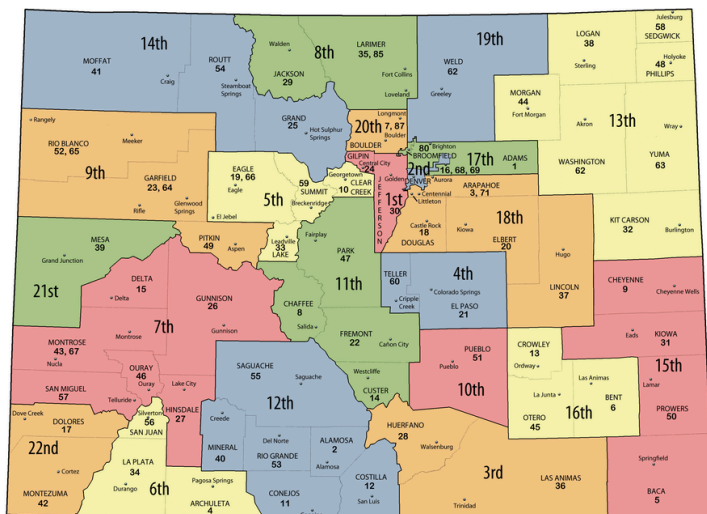 14th
MOFFAT
41
Craig
ROUTT
54
Steamboat
Springs
8th
Walden
JACKSON
29
LARIMER
35, 85
Fort Collins
Loveland
19th
WELD
62
Greeley
LOGAN
38
Sterling
Julesburg
58
SEDGWICK
Holyoke
48
PHILLIPS
MORGAN
44
Fort Morgan
13th
Akron
Wray
WASHINGTON
62
YUMA
63
KIT CARSON
32
Burlington
GRAND
25
Hot Sulphur
Springs
20th
Longmont
7, 87
Boulder
BOULDER
Rangely
RIO BLANCO
52, 65
Meeker
9th
GARFIELD
23, 64
Rifle
Glenwood
Springs
EAGLE
19, 66
Eagle
El Jebel
5th
59
SUMMIT
Breckenridge
Georgetown
CLEAR
10 CREEK
GILPIN
Central City
24
Golden
1st
30
JEFFERSON
80
Brighton
BROOMFIELD
17th
ADAMS
1
2nd
16, 68, 69
DENVER
Aurora
ARAPAHOE
3, 71
Centennial
Littleton
18th
Castle Rock
18
DOUGLAS
Kiowa
ELBERT
20
Hugo
LINCOLN
37
PITKIN
49
Aspen
Leadville
33
LAKE
MESA
39
Grand Junction
21st
DELTA
15
Delta
GUNNISON
26
Gunnison
7th
MONTROSE
43, 67
Nucla
Montrose
OURAY
46
Ouray
SAN MIGUEL
57
Telluride
Lake City
HINSDALE
27
Fairplay
PARK
47
11th
CHAFFEE
8
Salida
FREMONT
22
Cañon City
Westcliffe
CUSTER
14
TELLER
60
Cripple
Creek
4th
Colorado Springs
EL PASO
21
CHEYENNE
9
Cheyenne Wells
Eads
KIOWA
31
15th
Lamar
PROWERS
50
Springfield
BACA
5
PUEBLO
51
Pueblo
10th
CROWLEY
13
Ordway
La Junta
Las Animas
BENT
6
OTERO
45
16th
SAGUACHE
55
Saguache
12th
Creede
MINERAL
40
Del Norte
RIO GRANDE
53
ALAMOSA
2
Alamosa
CONEJOS
11
COSTILLA
12
San Luis
HUERFANO
28
Walsenburg
3rd
LAS ANIMAS
36
Trinidad
Dove Creek
DOLORES
17
22nd
Cortez
MONTEZUMA
42
Silverton
56
SAN JUAN
LA PLATA
34
Durango
6th
Pagosa Springs
ARCHULETA
4